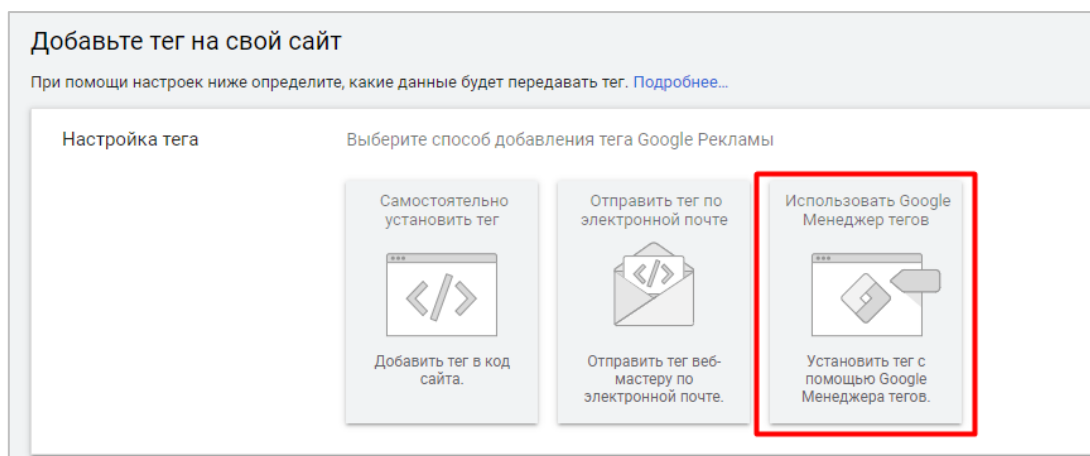 Добавьте тег на свой сайт
При помощи настроек ниже определите, какие данные будет передавать тег. Подробнее...
Настройка тега
Выберите способ добавления тега Google Рекламы
Самостоятельно
установить тег
Добавить тег в код
сайта.
Отправить тег по
электронной почте
Отправить тег веб-
мастеру по
электронной почте.
Использовать Google
Менеджер тегов
Установить тег с
помощью Google
Менеджера тегов.